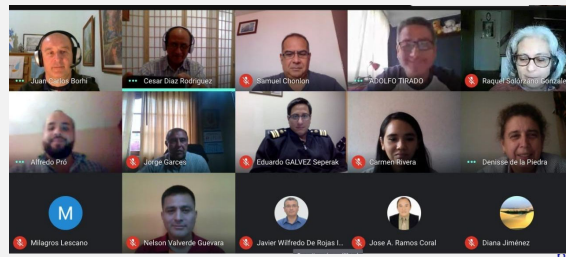 Juan Carlos Borhi
Cesar Diaz Rodriguez
Samuel Chonlon
ADOLFO TIRADO
Raquel Solorzano Gonzale
Alfredo Pró
Jorge Garces
Eduardo GALVEZ Seperak
Carmen Rivera
Denisse de la Piedra
M
Milagros Lescano
Nelson Valverde Guevara
Javier Wilfredo De Rojas I...
Jose A. Ramos Coral
Diana Jiménez